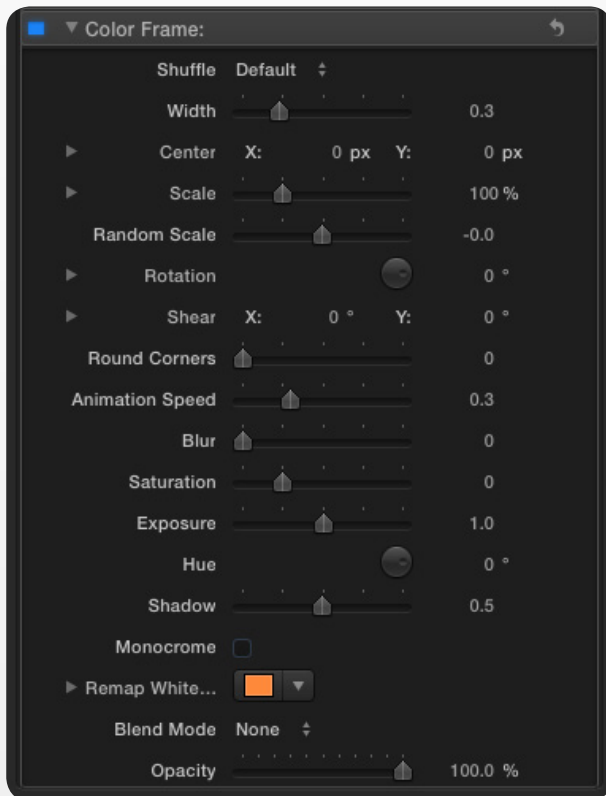 Color Frame:
Shuffle Default
Width 0.3
Center X: 0 px Y: 0 px
Scale 100 %
Random Scale -0.0
Rotation 0 °
Shear X: 0 ° Y: 0 °
Round Corners 0
Animation Speed 0.3
Blur 0
Saturation 0
Exposure 1.0
Hue 0 °
Shadow 0.5
Monocrome
Remap White...
Blend Mode None
Opacity 100.0 %